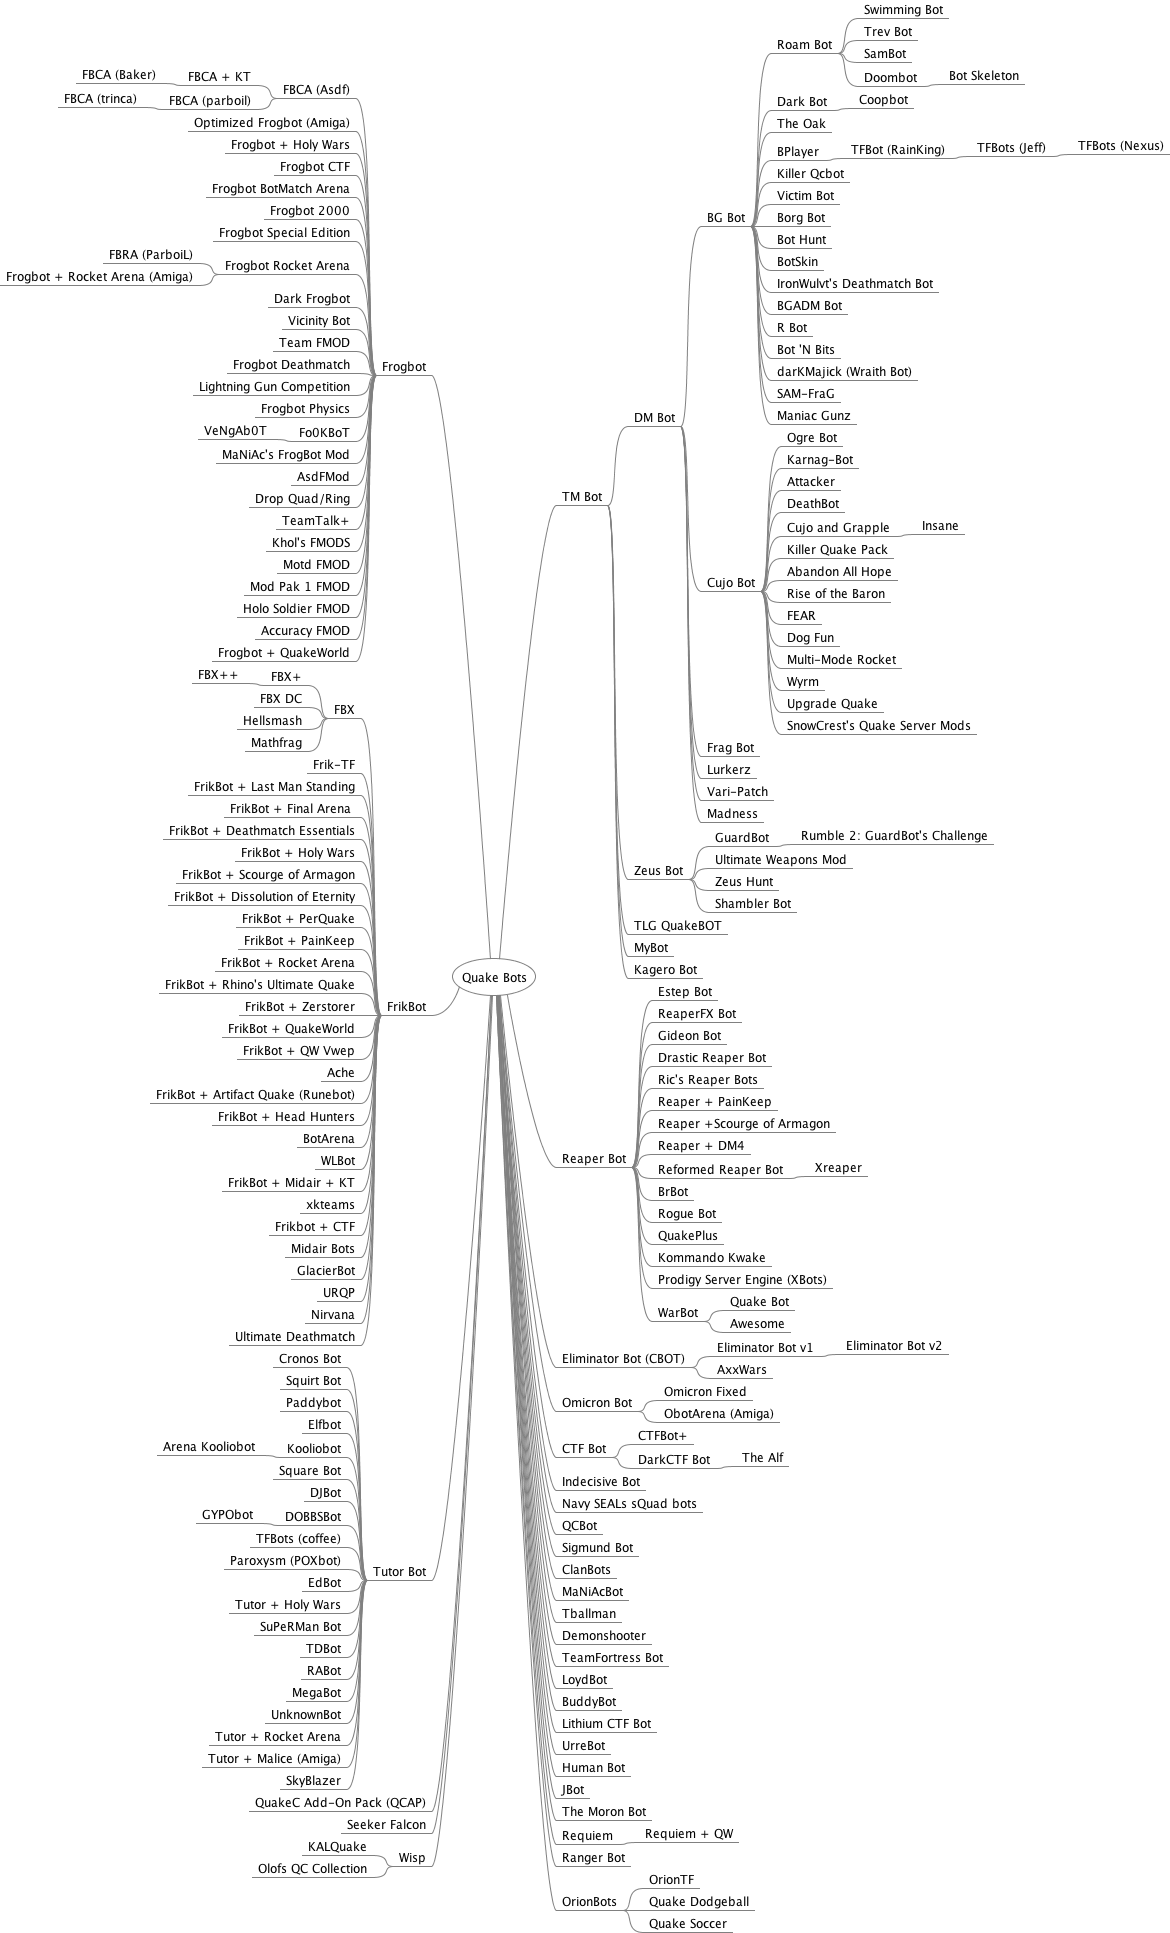 Quake Bots
Frogbot
FBCA (Asdf)
FBCA + KT
FBCA (Baker)
FBCA (parboil)
FBCA (trinca)
Optimized Frogbot (Amiga)
Frogbot + Holy Wars
Frogbot CTF
Frogbot BotMatch Arena
Frogbot 2000
Frogbot Special Edition
Frogbot Rocket Arena
FBRA (ParboiL)
Frogbot + Rocket Arena (Amiga)
Dark Frogbot
Vicinity Bot
Team FMOD
Frogbot Deathmatch
Lightning Gun Competition
Frogbot Physics
Fo0KBoT
VeNgAb0T
MaNiAc's FrogBot Mod
AsdFMod
Drop Quad/Ring
TeamTalk+
Khol's FMODS
Motd FMOD
Mod Pak 1 FMOD
Holo Soldier FMOD
Accuracy FMOD
Frogbot + QuakeWorld
FrikBot
FBX
FBX+
FBX++
FBX DC
Hellsmash
Mathfrag
Frik-TF
FrikBot + Last Man Standing
FrikBot + Final Arena
FrikBot + Deathmatch Essentials
FrikBot + Holy Wars
FrikBot + Scourge of Armagon
FrikBot + Dissolution of Eternity
FrikBot + PerQuake
FrikBot + PainKeep
FrikBot + Rocket Arena
FrikBot + Rhino's Ultimate Quake
FrikBot + Zerstorer
FrikBot + QuakeWorld
FrikBot + QW Vwep
Ache
FrikBot + Artifact Quake (Runebot)
FrikBot + Head Hunters
BotArena
WLBot
FrikBot + Midair + KT
xkteams
Frikbot + CTF
Midair Bots
GlacierBot
URQP
Nirvana
Ultimate Deathmatch
Tutor Bot
Cronos Bot
Squirt Bot
Paddybot
Elfbot
Kooliobot
Arena Kooliobot
Square Bot
DJBot
DOBBSBot
GYPObot
TFBots (coffee)
Paroxysm (POXbot)
EdBot
Tutor + Holy Wars
SuPeRMan Bot
TDBot
RABot
MegaBot
UnknownBot
Tutor + Rocket Arena
Tutor + Malice (Amiga)
SkyBlazer
QuakeC Add-On Pack (QCAP)
Seeker Falcon
Wisp
KALQuake
Olofs QC Collection
TM Bot
DM Bot
BG Bot
Roam Bot
Swimming Bot
Trev Bot
SamBot
Doombot
Bot Skeleton
Dark Bot
Coopbot
The Oak
BPlayer
TFBot (RainKing)
TFBots (Jeff)
TFBots (Nexus)
Killer Qcbot
Victim Bot
Borg Bot
Bot Hunt
BotSkin
IronWulvt's Deathmatch Bot
BGADM Bot
R Bot
Bot 'N Bits
darKMajick (Wraith Bot)
SAM-FraG
Maniac Gunz
Cujo Bot
Ogre Bot
Karnag-Bot
Attacker
DeathBot
Cujo and Grapple
Insane
Killer Quake Pack
Abandon All Hope
Rise of the Baron
FEAR
Dog Fun
Multi-Mode Rocket
Wyrm
Upgrade Quake
SnowCrest's Quake Server Mods
Frag Bot
Lurkerz
Vari-Patch
Madness
Zeus Bot
GuardBot
Rumble 2: GuardBot's Challenge
Ultimate Weapons Mod
Zeus Hunt
Shambler Bot
TLG QuakeBOT
MyBot
Kagero Bot
Reaper Bot
Estep Bot
ReaperFX Bot
Gideon Bot
Drastic Reaper Bot
Ric's Reaper Bots
Reaper + PainKeep
Reaper +Scourge of Armagon
Reaper + DM4
Reformed Reaper Bot
Xreaper
BrBot
Rogue Bot
QuakePlus
Kommando Kwake
Prodigy Server Engine (XBots)
WarBot
Quake Bot
Awesome
Eliminator Bot (CBOT)
Eliminator Bot v1
Eliminator Bot v2
AxxWars
Omicron Bot
Omicron Fixed
ObotArena (Amiga)
CTF Bot
CTFBot+
DarkCTF Bot
The Alf
Indecisive Bot
Navy SEALs sQuad bots
QCBot
Sigmund Bot
ClanBots
MaNiAcBot
Tballman
Demonshooter
TeamFortress Bot
LoydBot
BuddyBot
Lithium CTF Bot
UrreBot
Human Bot
JBot
The Moron Bot
Requiem
Requiem + QW
Ranger Bot
OrionBots
OrionTF
Quake Dodgeball
Quake Soccer